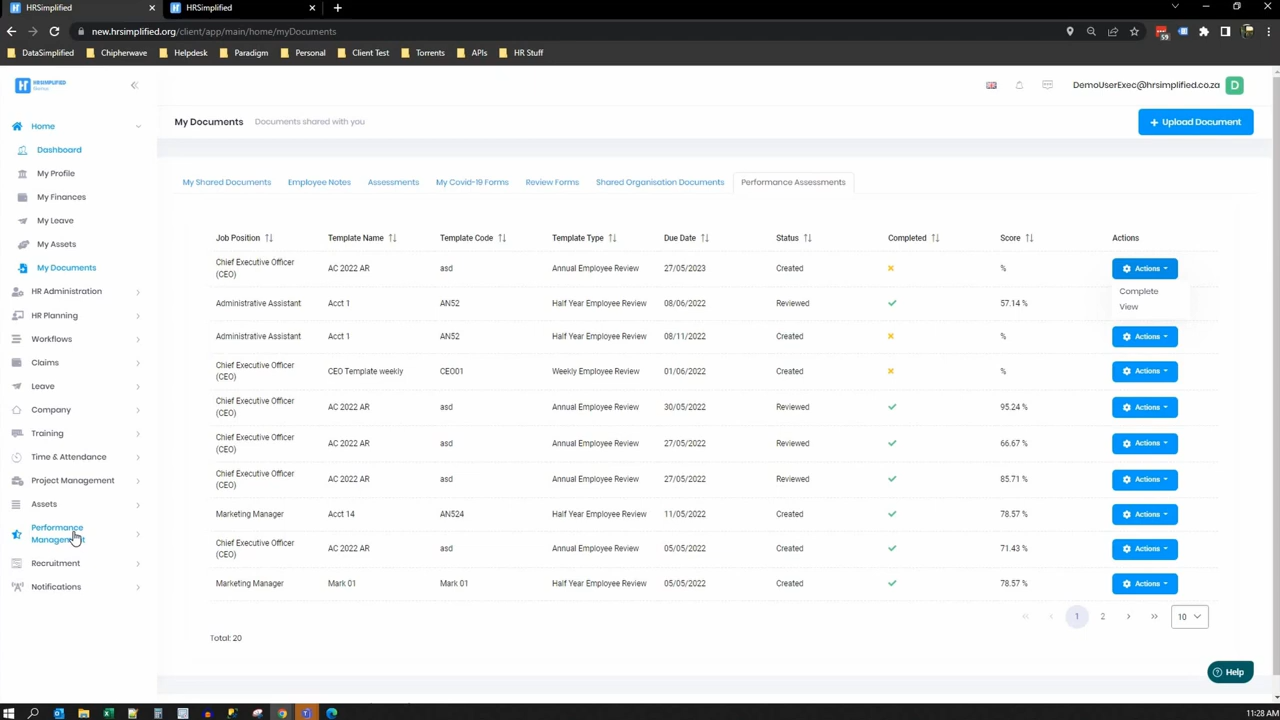 HRSimplified
HRSimplified
new.hrsimplified.org/client/app/main/home/myDocuments
59
DataSimplified
Chipherwave
Helpdesk
Paradigm
Personal
Client Test
Torrents
APIs
HR Stuff
HRSIMPLIFIED
DemoUserExec@hrsimplified.co.za
D
Home
Dashboard
My Profile
My Finances
My Leave
My Assets
My Documents
HR Administration
HR Planning
Workflows
Claims
Leave
Company
Training
Time & Attendance
Project Management
Assets
Performance
Management
Recruitment
Notifications
My Documents Documents shared with you
+ Upload Document
My Shared Documents Employee Notes Assessments My Covid-19 Forms Review Forms Shared Organisation Documents Performance Assessments
Job Position Template Name Template Code Template Type Due Date Status Completed Score Actions
Chief Executive Officer
(CEO) AC 2022 AR asd Annual Employee Review 27/05/2023 Created % Actions
Complete
View
Administrative Assistant Acct 1 AN52 Half Year Employee Review 08/06/2022 Reviewed 57.14 %
Administrative Assistant Acct 1 AN52 Half Year Employee Review 08/11/2022 Created % Actions
Chief Executive Officer
(CEO) CEO Template weekly CEO01 Weekly Employee Review 01/06/2022 Created % Actions
Chief Executive Officer
(CEO) AC 2022 AR asd Annual Employee Review 30/05/2022 Reviewed 95.24 % Actions
Chief Executive Officer
(CEO) AC 2022 AR asd Annual Employee Review 27/05/2022 Reviewed 66.67 % Actions
Chief Executive Officer
(CEO) AC 2022 AR asd Annual Employee Review 27/05/2022 Reviewed 85.71 % Actions
Marketing Manager Acct 14 AN524 Half Year Employee Review 11/05/2022 Created 78.57 % Actions
Chief Executive Officer
(CEO) AC 2022 AR asd Annual Employee Review 05/05/2022 Created 71.43 % Actions
Marketing Manager Mark 01 Mark 01 Half Year Employee Review 05/05/2022 Created 78.57 % Actions
1 2 10
Total: 20
Help
11:28 AM